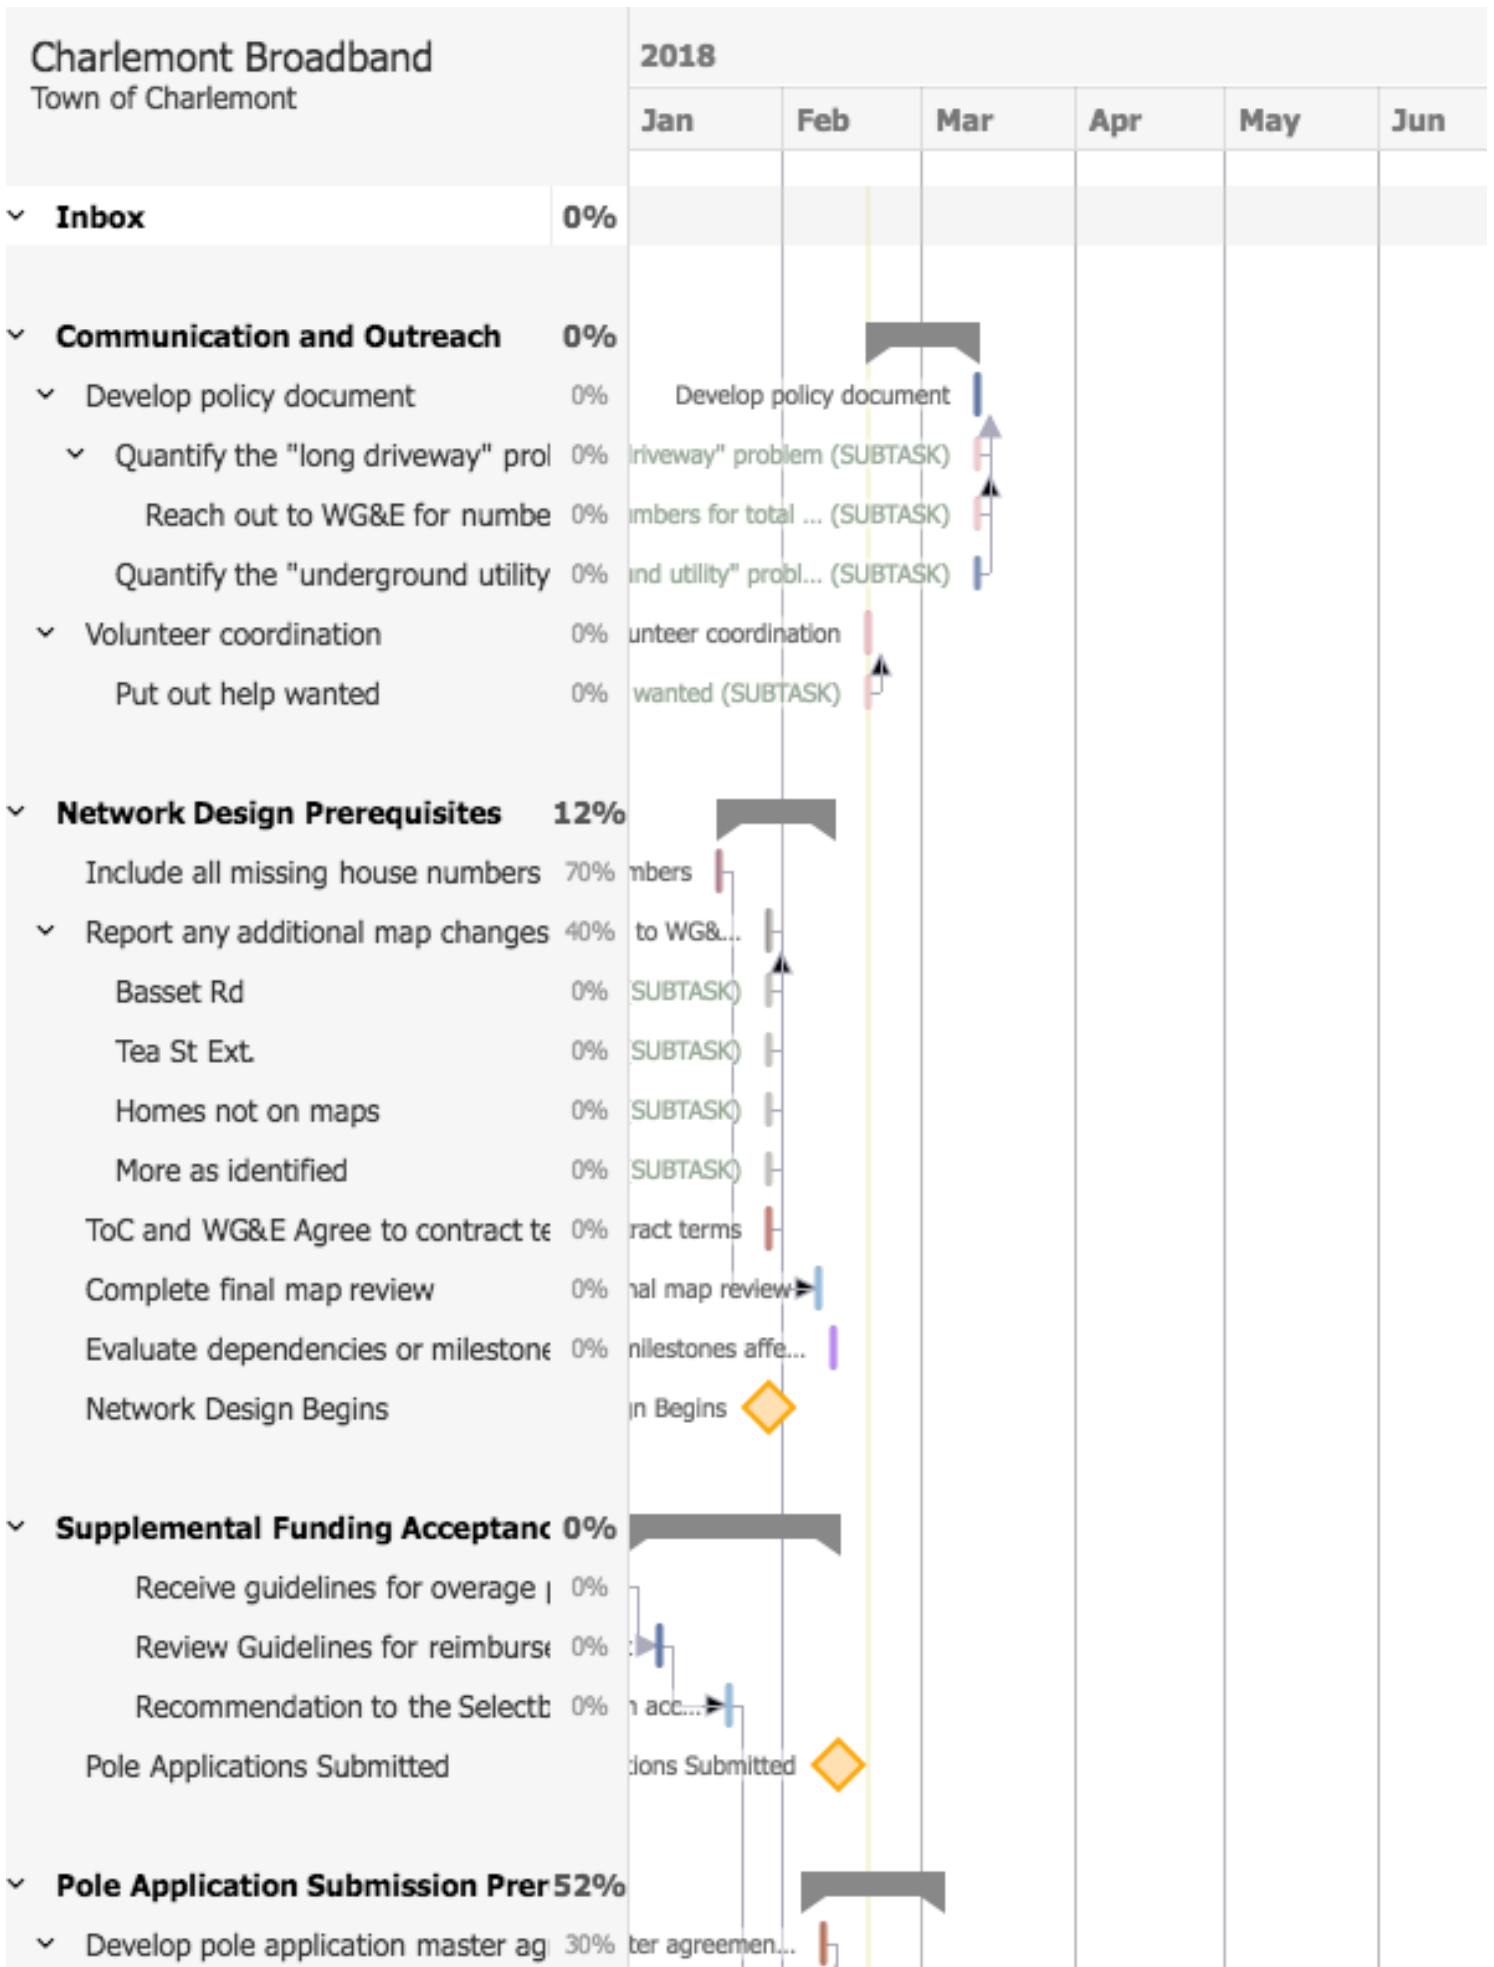 Charlemont Broadband
Town of Charlemont
2018
Jan Feb Mar Apr May Jun
Inbox 0%
Communication and Outreach 0%
Develop policy document 0% Develop policy document
Quantify the "long driveway" 0% driveway" problem (SUBTASK)
Reach out to WG&E for 0% for total ... (SUBTASK)
Quantify the "underground utility 0% utility" probl... (SUBTASK)
Volunteer coordination 0% unteer coordination
Put out help wanted 0% wanted (SUBTASK)
Network Design Prerequisites 12%
Include all missing house numbers 70% mbers
Report any additional map changes 40% to WG&...
Basset Rd 0% (SUBTASK)
Tea St Ext. 0% (SUBTASK)
Homes not on maps 0% (SUBTASK)
More as identified 0% (SUBTASK)
ToC and WG&E Agree to contract te 0% ract terms
Complete final map review 0% nal map review
Evaluate dependencies or milestone 0% milestones affe...
Network Design Begins 0% gn Begins
Supplemental Funding Acceptanc 0%
Receive guidelines for overage 0%
Review Guidelines for reimburse 0%
Recommendation to the Selectb 0% n acc...
Pole Applications Submitted tions Submitted
Pole Application Submission Prer 52%
Develop pole application master ag 30% ter agreemen...